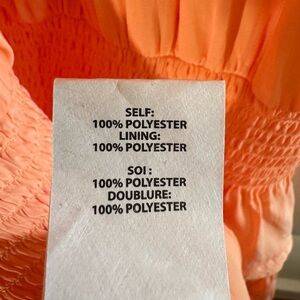 SELF:
100% POLYESTER
LINING:
100% POLYESTER
SOI :
100% POLYESTER
DOUBLURE:
100% POLYESTER